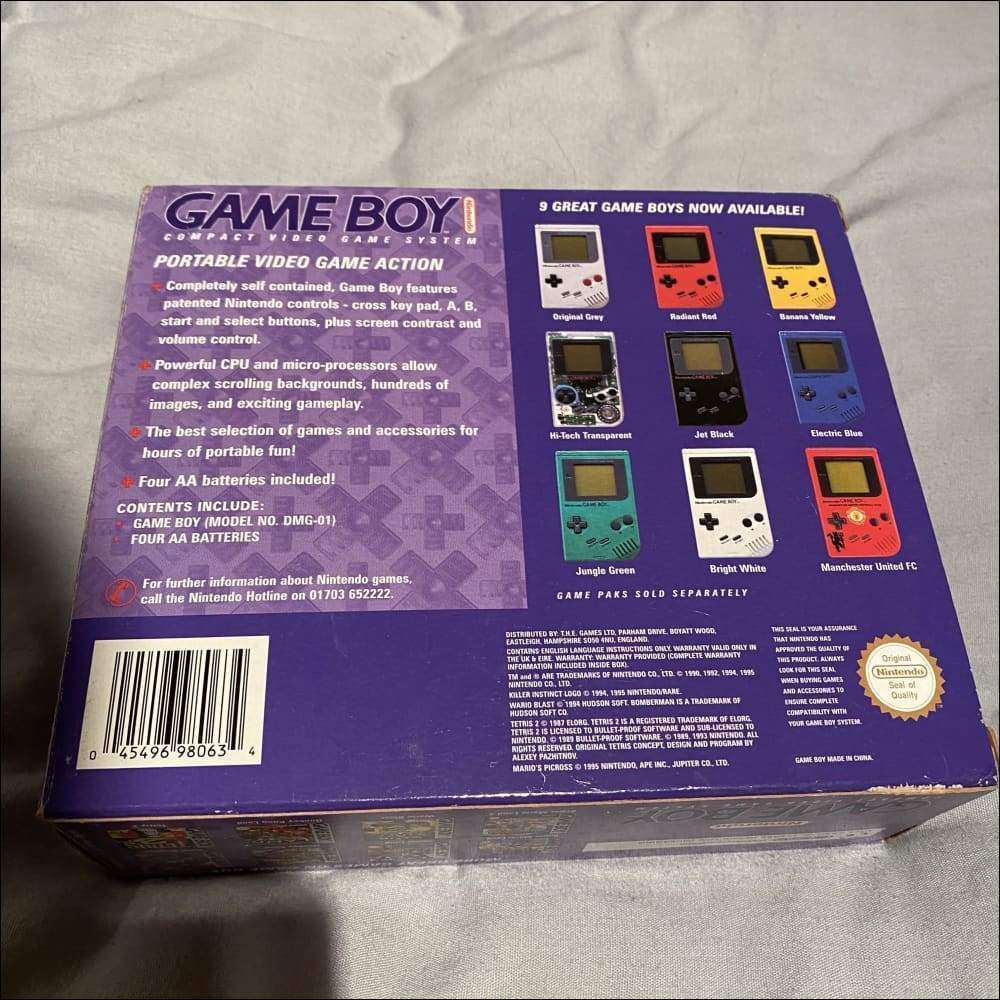 GAME BOY
Nintendo
COMPACT VIDEO GAME SYSTEM
PORTABLE VIDEO GAME ACTION
Completely self contained, Game Boy features
patented Nintendo controls - cross key pad, A, B,
start and select buttons, plus screen contrast and
volume control.
Powerful CPU and micro-processors allow
complex scrolling backgrounds, hundreds of
images, and exciting gameplay.
The best selection of games and accessories for
hours of portable fun!
Four AA batteries included!
CONTENTS INCLUDE:
GAME BOY (MODEL NO. DMG-01)
FOUR AA BATTERIES
For further information about Nintendo games,
call the Nintendo Hotline on 01703 652222.
9 GREAT GAME BOYS NOW AVAILABLE!
Original Grey
Radiant Red
Banana Yellow
Hi-Tech Transparent
Jet Black
Electric Blue
Jungle Green
Bright White
Manchester United FC
GAME PAKS SOLD SEPARATELY
0 45496 98063 4
DISTRIBUTED BY: T.H.E. GAMES LTD, PARHAM DRIVE, BOYATT WOOD,
EASTLEIGH, HAMPSHIRE SO50 4NU, ENGLAND.
CONTAINS ENGLISH LANGUAGE INSTRUCTIONS ONLY. WARRANTY VALID ONLY IN
THE UK & EIRE. WARRANTY: WARRANTY PROVIDED (COMPLETE WARRANTY
INFORMATION INCLUDED INSIDE BOX).
TM and ® ARE TRADEMARKS OF NINTENDO CO., LTD. © 1990, 1992, 1994, 1995
NINTENDO CO., LTD.
KILLER INSTINCT LOGO © 1994, 1995 NINTENDO/RARE.
WARIO BLAST © 1994 HUDSON SOFT. BOMBERMAN IS A TRADEMARK OF
HUDSON SOFT CO.
TETRIS 2 © 1987 ELORG. TETRIS 2 IS A REGISTERED TRADEMARK OF ELORG.
TETRIS 2 IS LICENSED TO BULLET-PROOF SOFTWARE AND SUB-LICENSED TO
NINTENDO. © 1989 BULLET-PROOF SOFTWARE. © 1989, 1993 NINTENDO. ALL
RIGHTS RESERVED. ORIGINAL TETRIS CONCEPT, DESIGN AND PROGRAM BY
ALEXEY PAZHITNOV.
MARIO'S PICROSS © 1995 NINTENDO, APE INC., JUPITER CO., LTD.
THIS SEAL IS YOUR ASSURANCE
THAT NINTENDO HAS
APPROVED THE QUALITY OF
THIS PRODUCT. ALWAYS
LOOK FOR THIS SEAL
WHEN BUYING GAMES
AND ACCESSORIES TO
ENSURE COMPLETE
COMPATIBILITY WITH
YOUR GAME BOY SYSTEM.
Original
Nintendo
Seal of
Quality
GAME BOY MADE IN CHINA.
Donkey Kong Land
GAME BOY